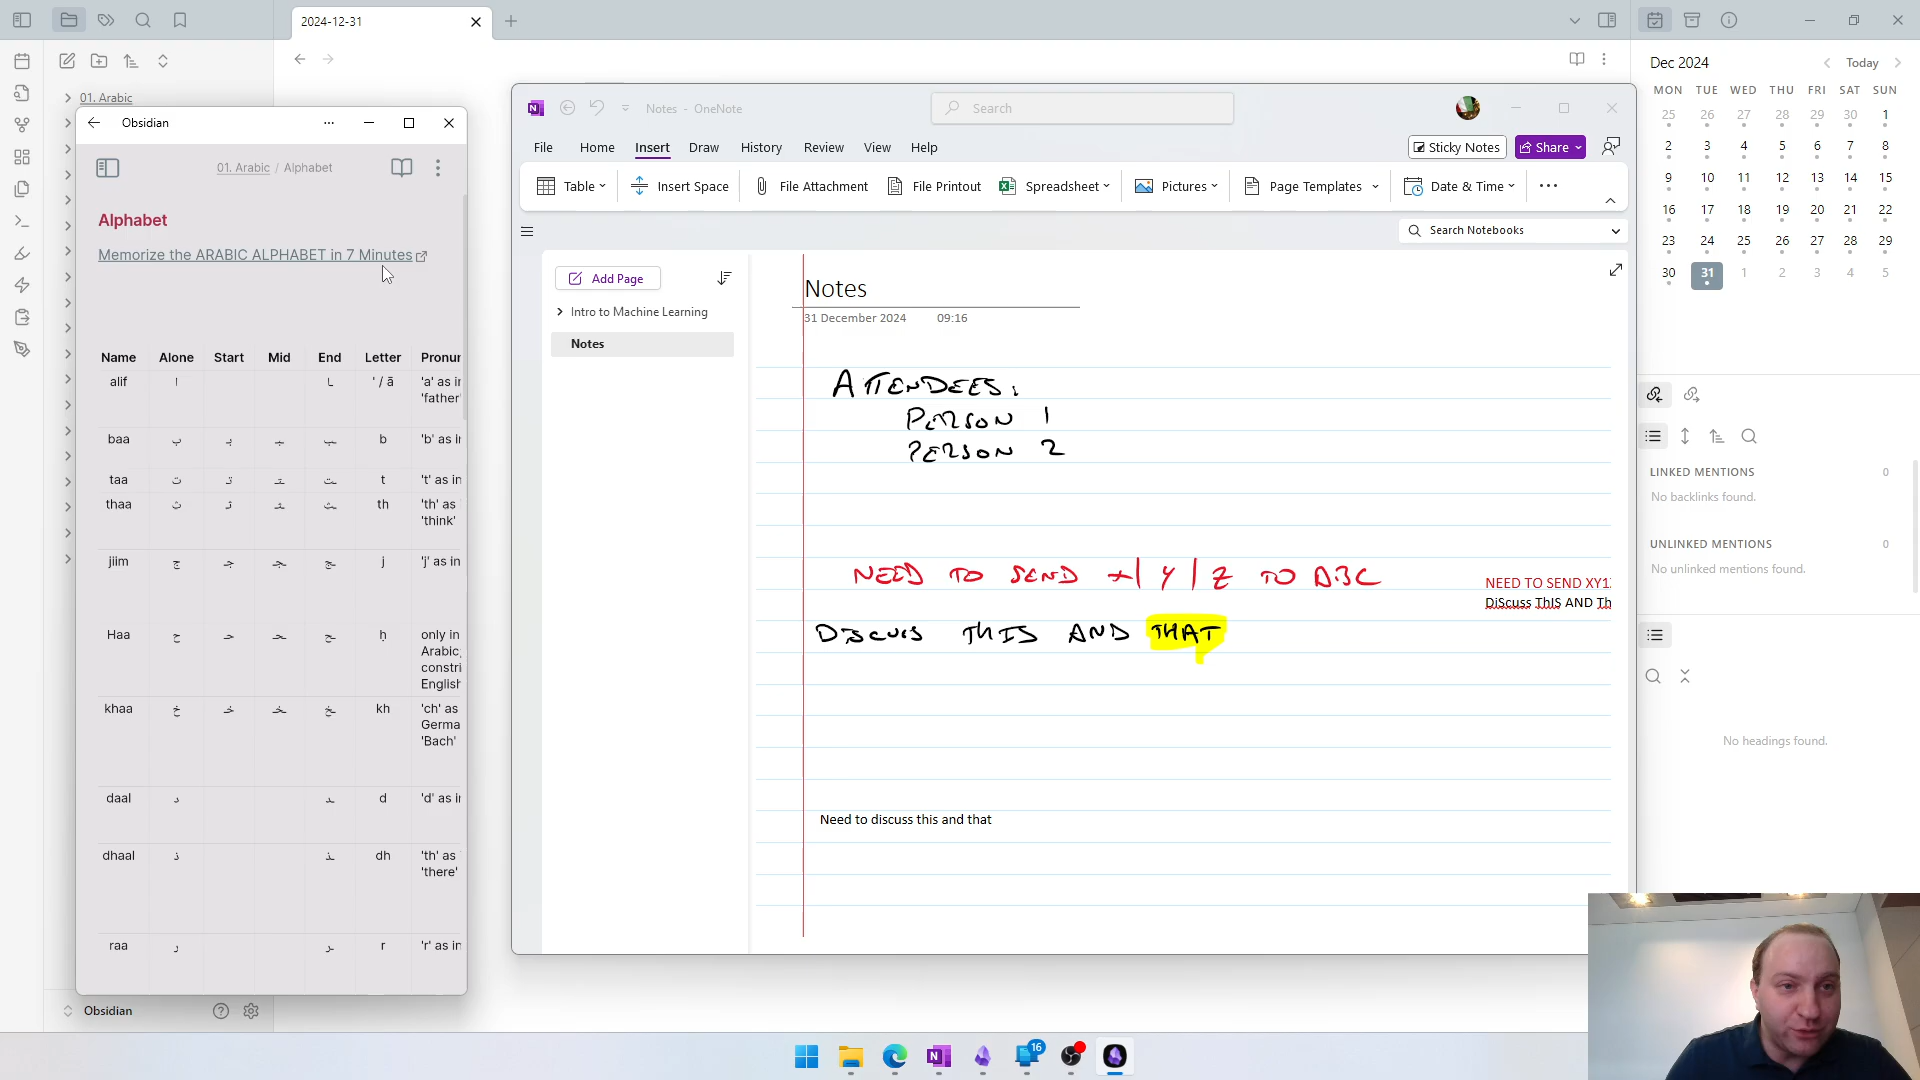 2024-12-31
01. Arabic
Obsidian
01. Arabic / Alphabet
Alphabet
Memorize the ARABIC ALPHABET in 7 Minutes
Name Alone Start Mid End Letter Pronun
alif ا ـا ' / ā 'a' as in
'father'
baa ب بـ ـبـ ـب b 'b' as in
taa ت تـ ـتـ ـت t 't' as in
thaa ث ثـ ـثـ ـث th 'th' as
'think'
jiim ج جـ ـجـ ـج j 'j' as in
Haa ح حـ ـحـ ـح ḥ only in
Arabic,
constri
English
khaa خ خـ ـخـ ـخ kh 'ch' as
Germa
'Bach'
daal د ـد d 'd' as in
dhaal ذ ـذ dh 'th' as
'there'
raa ر ـر r 'r' as in
Obsidian
Notes - OneNote
Search
File Home Insert Draw History Review View Help
Sticky Notes Share
Table Insert Space File Attachment File Printout Spreadsheet Pictures Page Templates Date & Time
Search Notebooks
Add Page
Intro to Machine Learning
Notes
Notes
31 December 2024 09:16
ATTENDEES:
PERSON 1
PERSON 2
NEED TO SEND x| Y | Z TO ABC
DISCUSS THIS AND THAT
NEED TO SEND XY1
DiScuss ThIS AND Th
Need to discuss this and that
Dec 2024 Today
MON TUE WED THU FRI SAT SUN
25 26 27 28 29 30 1
2 3 4 5 6 7 8
9 10 11 12 13 14 15
16 17 18 19 20 21 22
23 24 25 26 27 28 29
30 31 1 2 3 4 5
LINKED MENTIONS 0
No backlinks found.
UNLINKED MENTIONS 0
No unlinked mentions found.
No headings found.
16